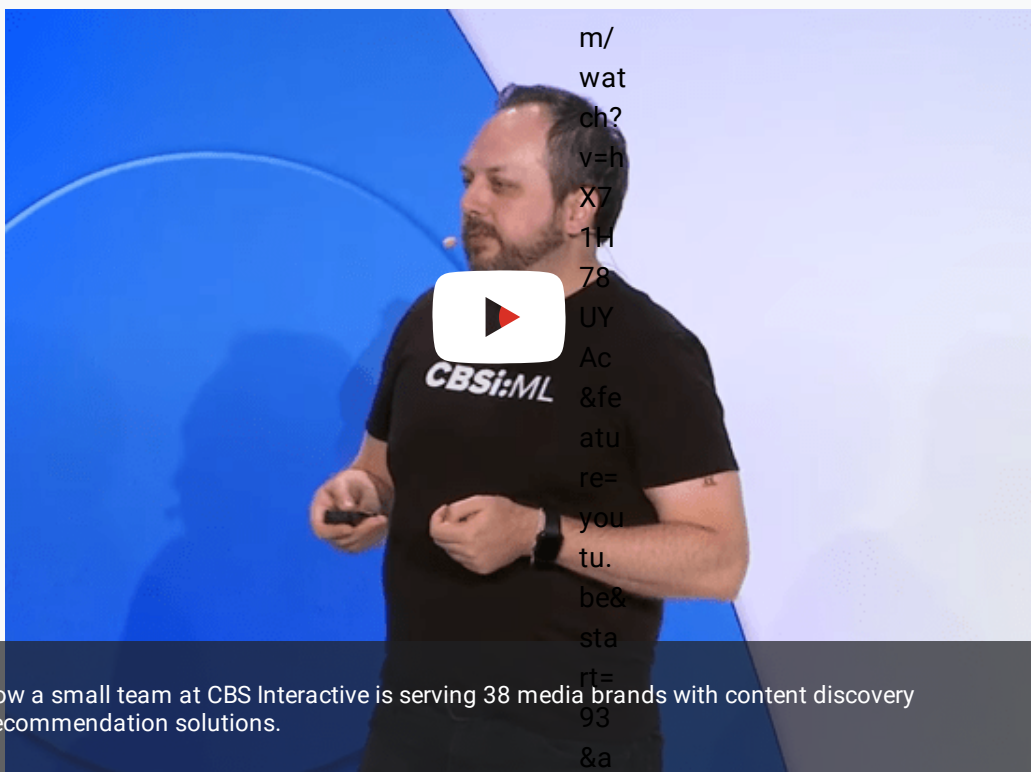 m/
wat
ch?
v=h
X7
1H
78
UY
Ac
&fe
atu
re=
you
tu.
be&
sta
rt=
93
&a
CBSi:ML
ow a small team at CBS Interactive is serving 38 media brands with content discovery
ecommendation solutions.